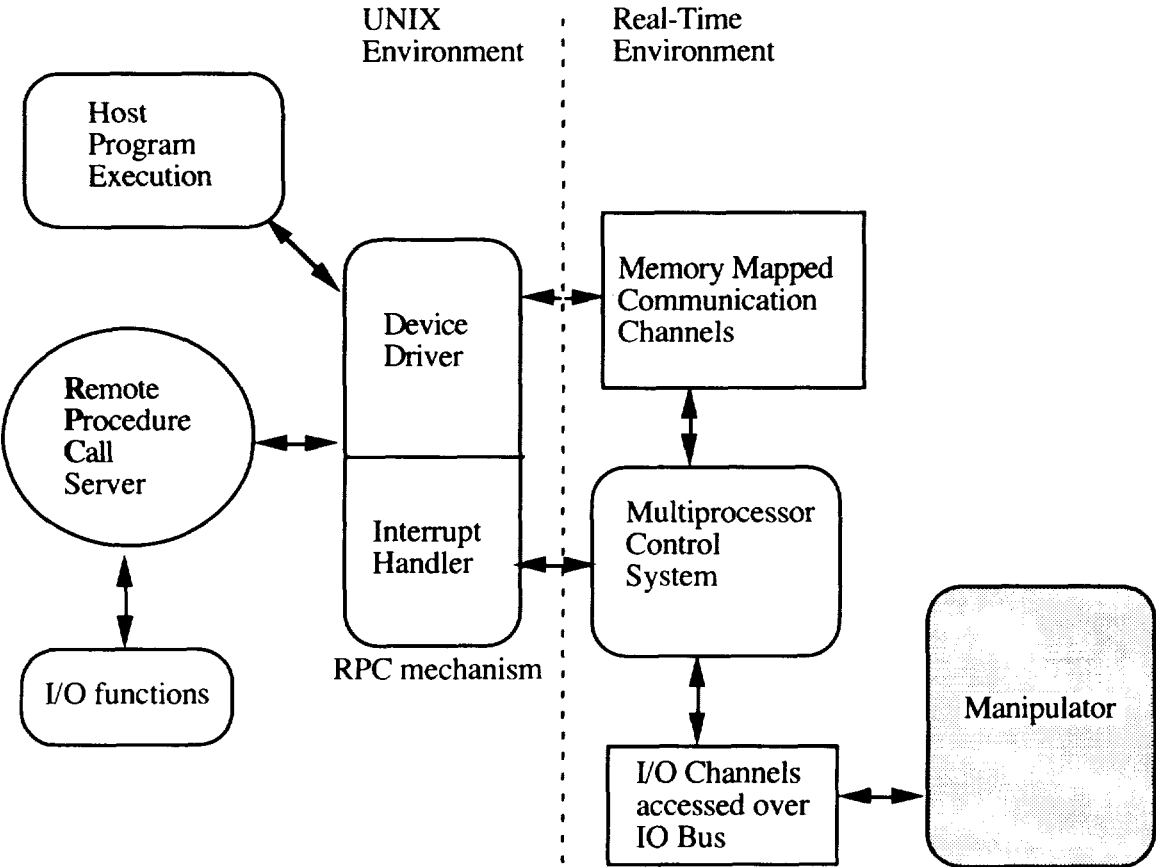 UNIX
Environment
Real-Time
Environment
Host
Program
Execution
Device
Driver
Memory Mapped
Communication
Channels
Remote
Procedure
Call
Server
Interrupt
Handler
Multiprocessor
Control
System
RPC mechanism
I/O functions
Manipulator
I/O Channels
accessed over
IO Bus